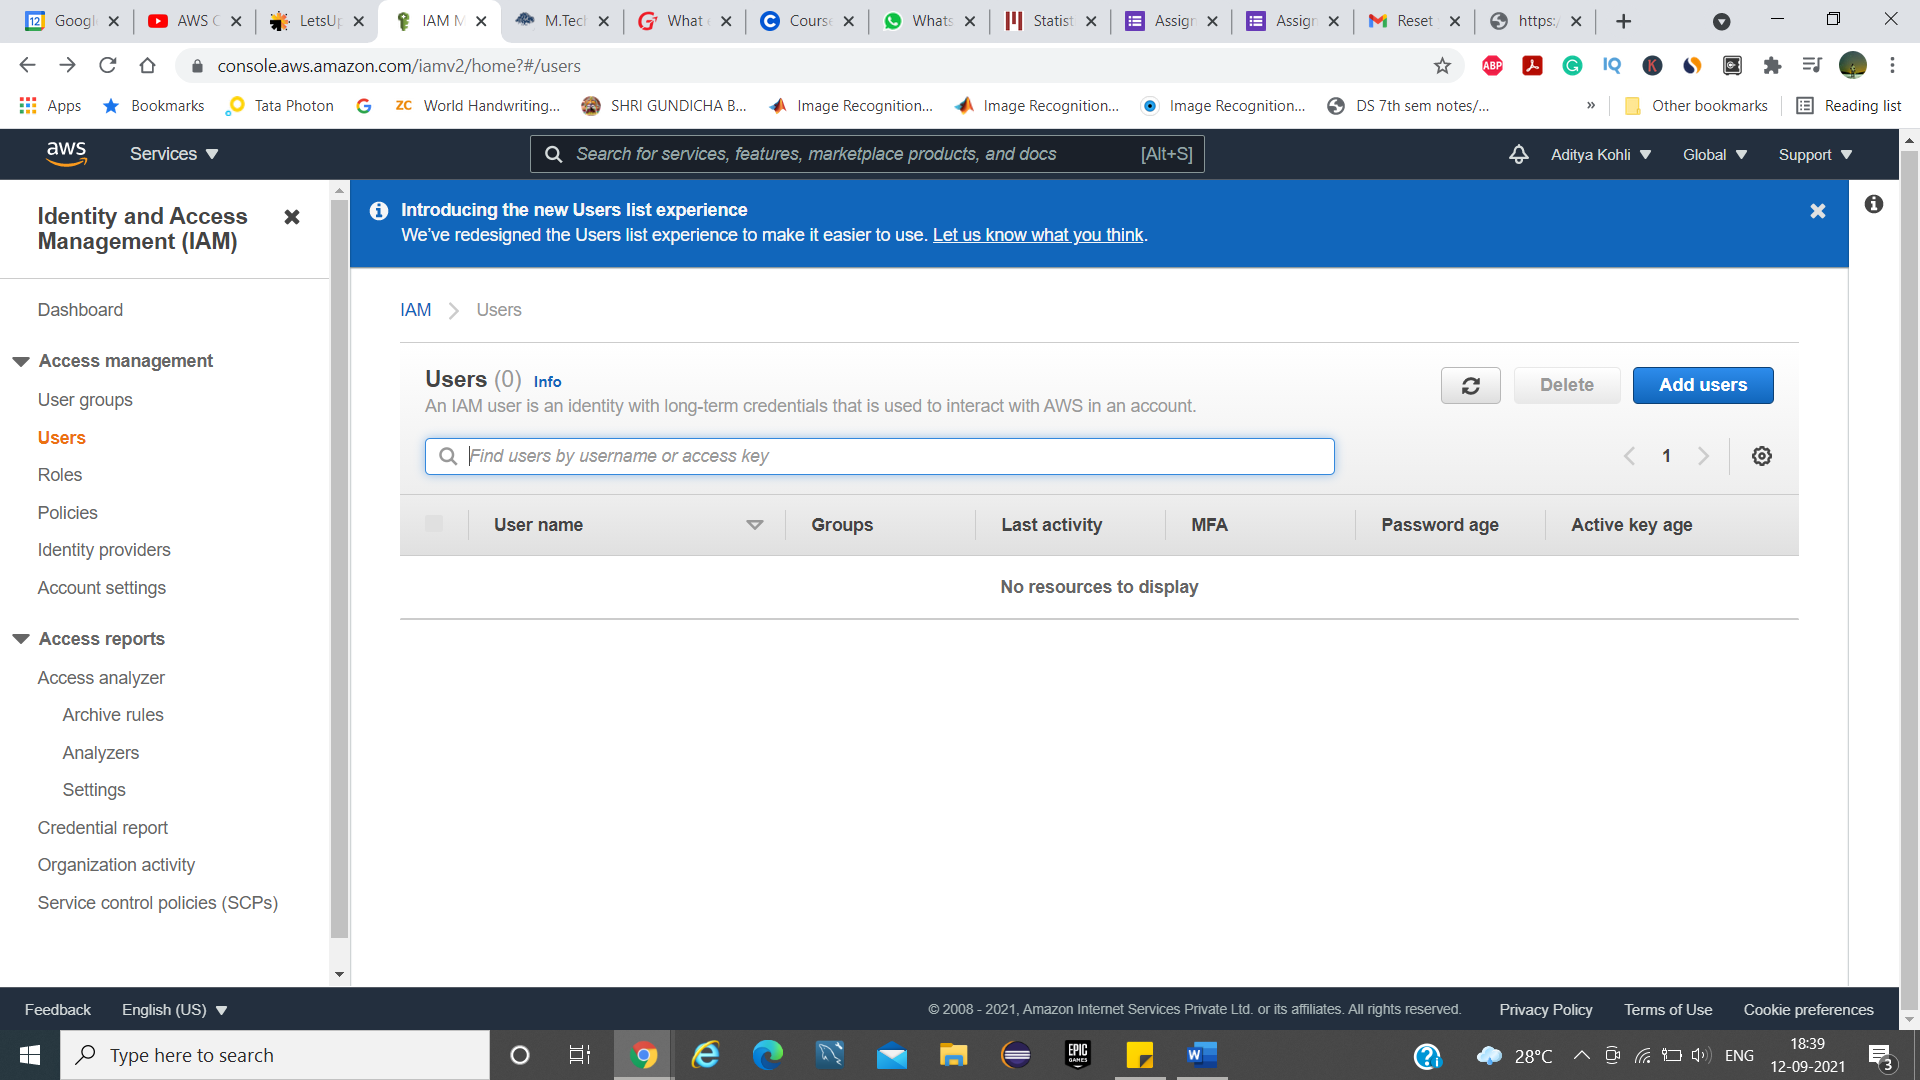 Google
AWS C
LetsUp
IAM M
M.Tech
What
Course
Whats
Statist
Assign
Assign
Reset
https:/
console.aws.amazon.com/iamv2/home?#/users
ABP
IQ
Apps
Bookmarks
Tata Photon
ZC World Handwriting...
SHRI GUNDICHA B...
Image Recognition...
Image Recognition...
Image Recognition...
DS 7th sem notes/...
»
Other bookmarks
Reading list
aws
Services
Search for services, features, marketplace products, and docs [Alt+S]
Aditya Kohli
Global
Support
Identity and Access
Management (IAM)
Dashboard
Access management
User groups
Users
Roles
Policies
Identity providers
Account settings
Access reports
Access analyzer
Archive rules
Analyzers
Settings
Credential report
Organization activity
Service control policies (SCPs)
Introducing the new Users list experience
We've redesigned the Users list experience to make it easier to use. Let us know what you think.
IAM > Users
Users (0) Info
An IAM user is an identity with long-term credentials that is used to interact with AWS in an account.
Delete
Add users
Find users by username or access key
1
User name
Groups
Last activity
MFA
Password age
Active key age
No resources to display
Feedback
English (US)
© 2008 - 2021, Amazon Internet Services Private Ltd. or its affiliates. All rights reserved.
Privacy Policy
Terms of Use
Cookie preferences
Type here to search
EPIC
GAMES
28°C
ENG
18:39
12-09-2021
3